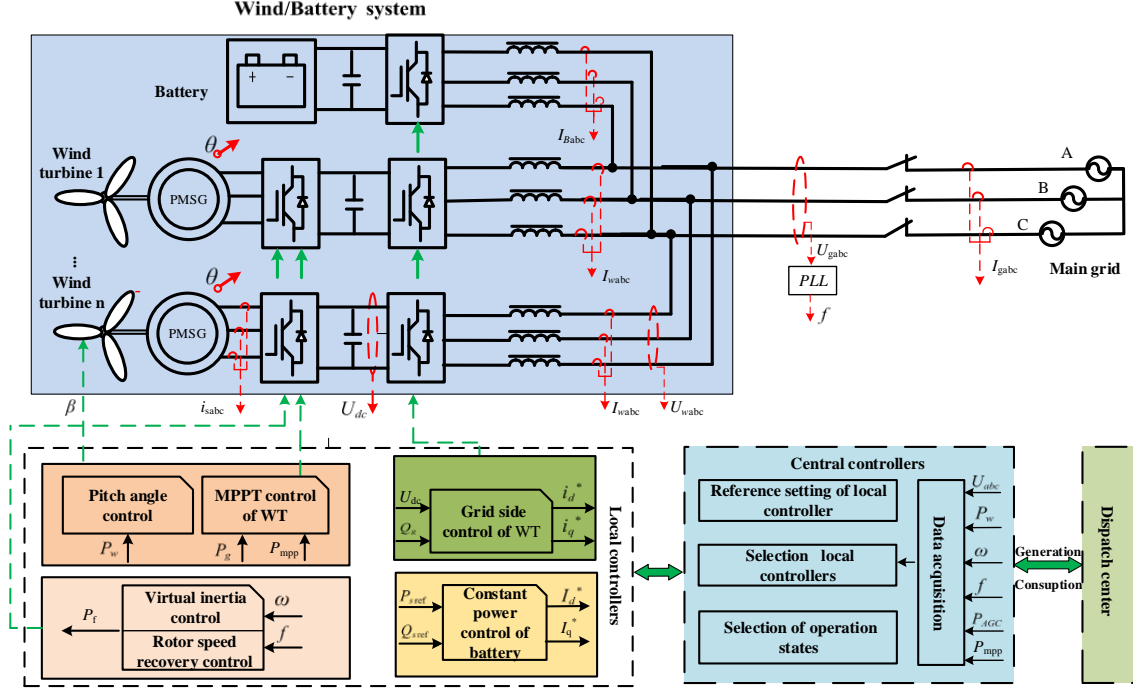 Wind/Battery system
+ −
Battery
I_Babc
Wind
turbine 1
θ
PMSG
A
B
C
U_gabc
I_gabc
Main grid
I_wabc
PLL
f
⋮
Wind
turbine n
θ
PMSG
β
i_sabc
U_dc
I_wabc
U_wabc
Pitch angle
control
P_w
MPPT control
of WT
P_g
P_mpp
U_dc
Grid side
control of WT
i_d*
i_q*
Virtual inertia
control
Rotor speed
recovery control
P_f
ω
f
P_sref
Q_sref
Constant
power
control of
battery
I_d*
I_q*
Local controllers
Central controllers
Reference setting of local
controller
Selection local
controllers
Selection of operation
states
Data acquisition
U_abc
P_w
ω
f
P_AGC
P_mpp
Generation
Consuption
Dispatch center